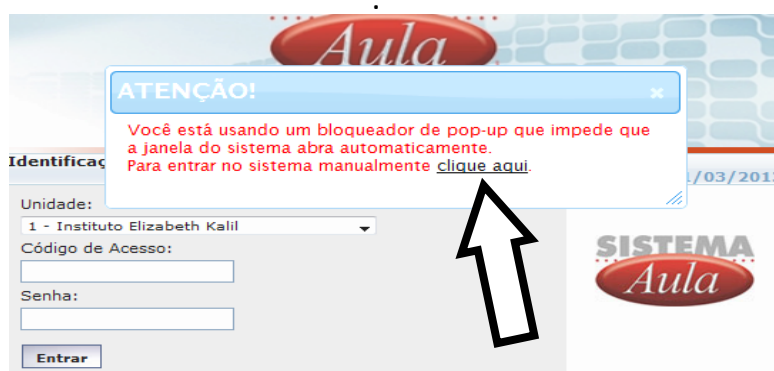 .
Aula
ATENÇÃO!
Você está usando um bloqueador de pop-up que impede que
a janela do sistema abra automaticamente.
Para entrar no sistema manualmente clique aqui.
Unidade:
1 - Instituto Elizabeth Kalil
Código de Acesso:
Senha:
Entrar
SISTEMA
Aula